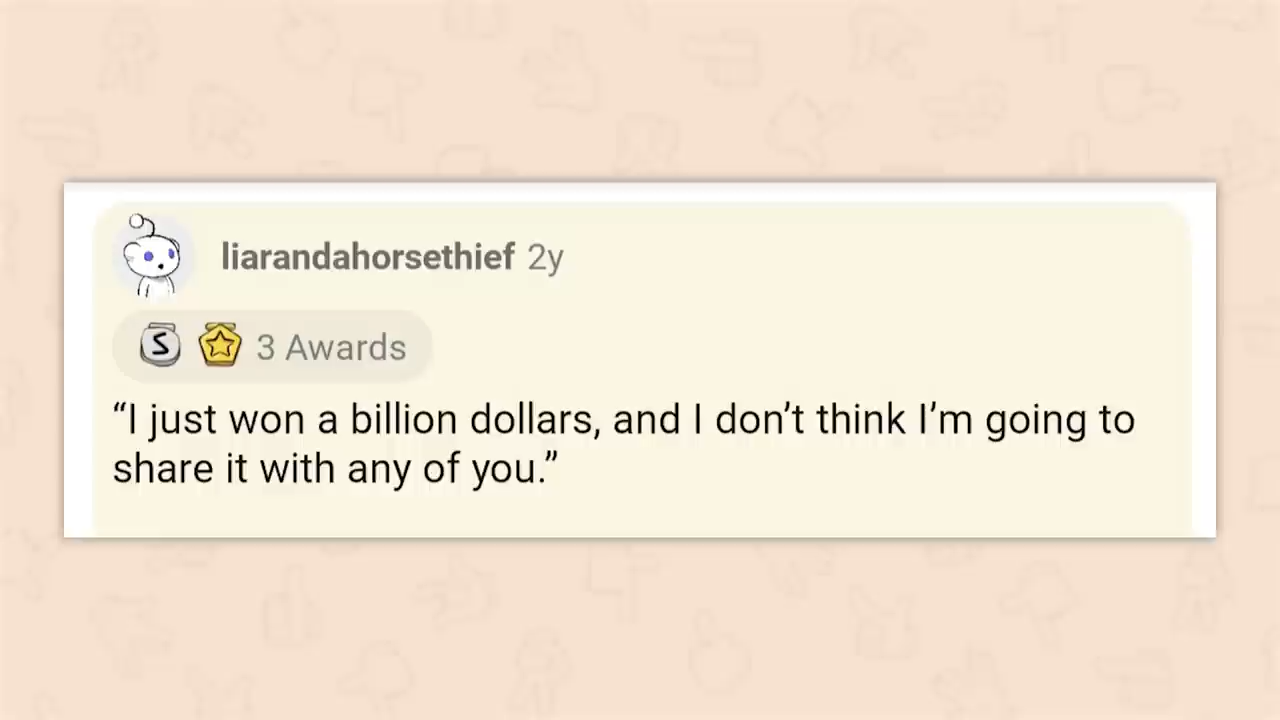 liarandahorsethief 2y
S 3 Awards
“I just won a billion dollars, and I don’t think I’m going to
share it with any of you.”